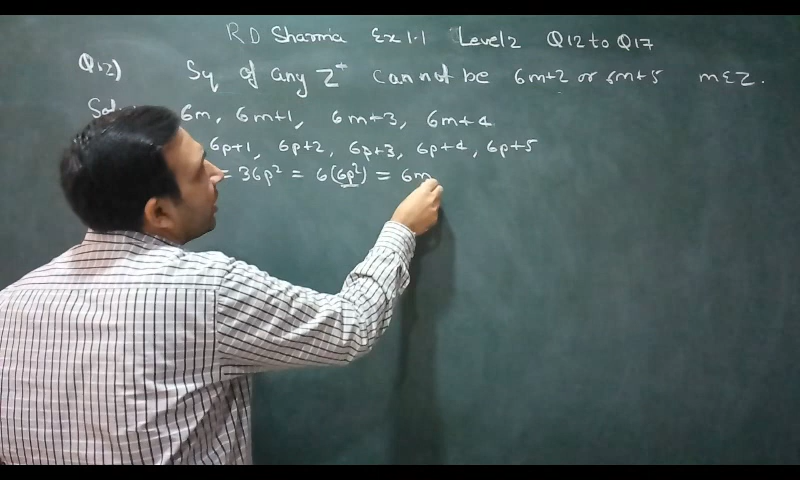 RD Sharma Ex 1.1 Level 2 Q12 to Q17
Q12) Sq of any Z⁺ cannot be 6m+2 or 6m+5 m∈Z.
Sol 6m, 6m+1, 6m+3, 6m+4
6p+1, 6p+2, 6p+3, 6p+4, 6p+5
= 36p² = 6(6p²) = 6m